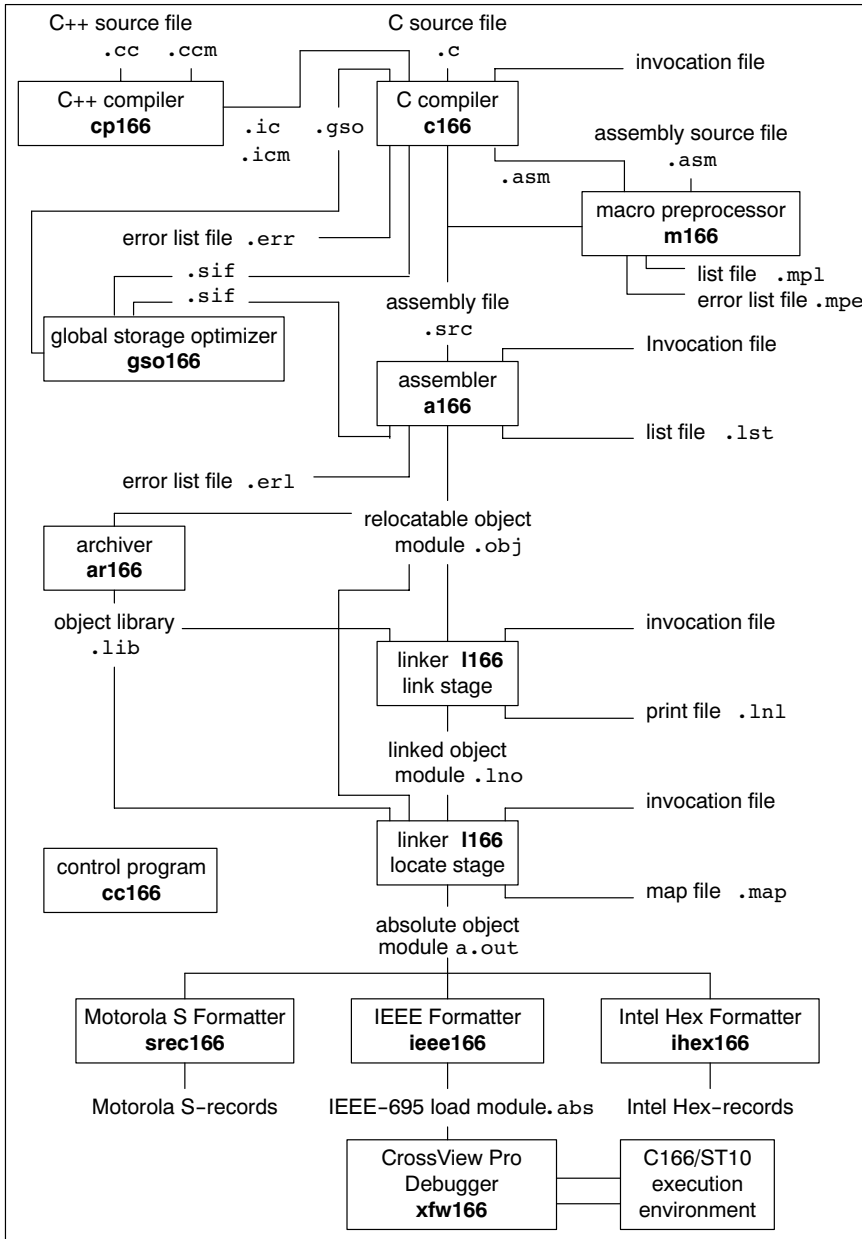 C++ source file
.cc .ccm
C source file
.c
invocation file
C++ compiler
cp166
.ic
.icm
.gso
C compiler
c166
assembly source file
.asm
.asm
macro preprocessor
m166
error list file .err
.sif
.sif
list file .mpl
error list file .mpe
assembly file
.src
global storage optimizer
gso166
Invocation file
assembler
a166
list file .lst
error list file .erl
relocatable object
module .obj
archiver
ar166
object library
.lib
invocation file
linker l166
link stage
print file .lnl
linked object
module .lno
invocation file
linker l166
locate stage
control program
cc166
map file .map
absolute object
module a.out
Motorola S Formatter
srec166
IEEE Formatter
ieee166
Intel Hex Formatter
ihex166
Motorola S-records
IEEE-695 load module.abs
Intel Hex-records
CrossView Pro
Debugger
xfw166
C166/ST10
execution
environment